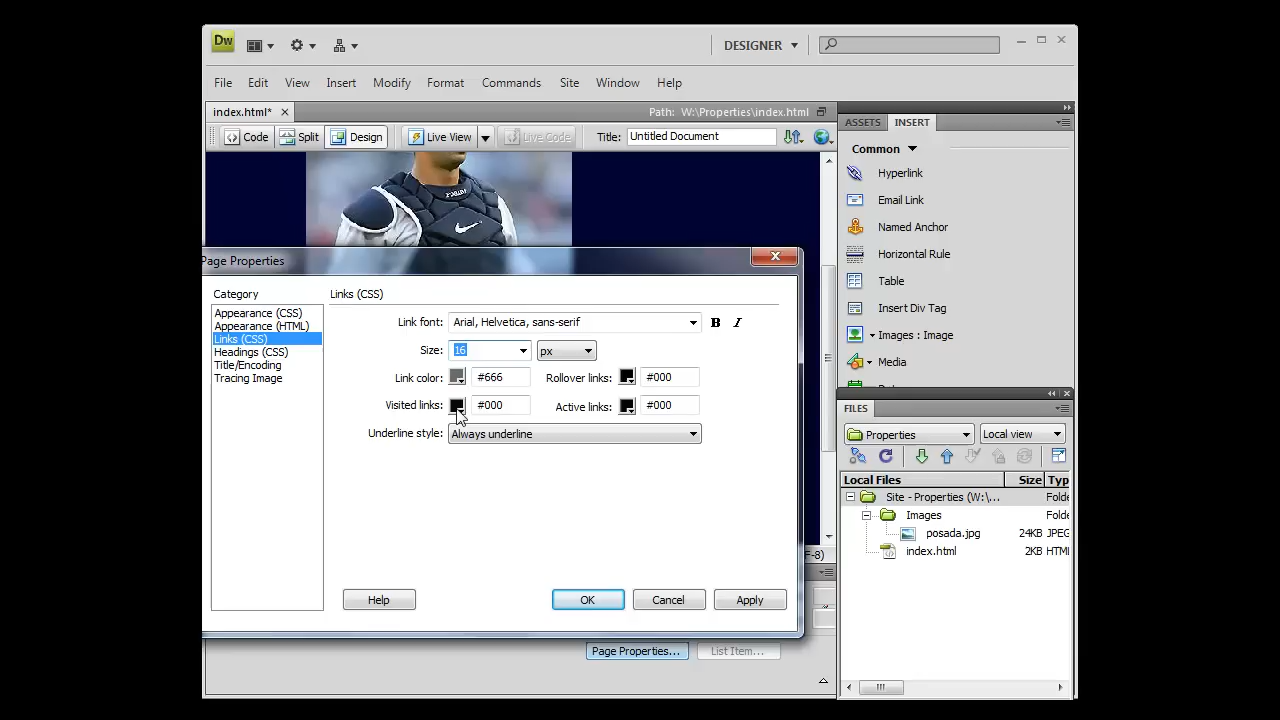 Dw
DESIGNER
File Edit View Insert Modify Format Commands Site Window Help
index.html* Path: W:\Properties\index.html
Code Split Design Live View Live Code Title: Untitled Document
ASSETS INSERT
Common
Hyperlink
Email Link
Named Anchor
Horizontal Rule
Table
Insert Div Tag
Images : Image
Media
Page Properties
Category
Appearance (CSS)
Appearance (HTML)
Links (CSS)
Headings (CSS)
Title/Encoding
Tracing Image
Links (CSS)
Link font: Arial, Helvetica, sans-serif B I
Size: 16 px
Link color: #666 Rollover links: #000
Visited links: #000 Active links: #000
Underline style: Always underline
Help OK Cancel Apply
F-8)
Page Properties... List Item...
FILES
Properties Local view
Local Files Size Typ
Site - Properties (W:\... Folde
Images Folde
posada.jpg 24KB JPEG
index.html 2KB HTM